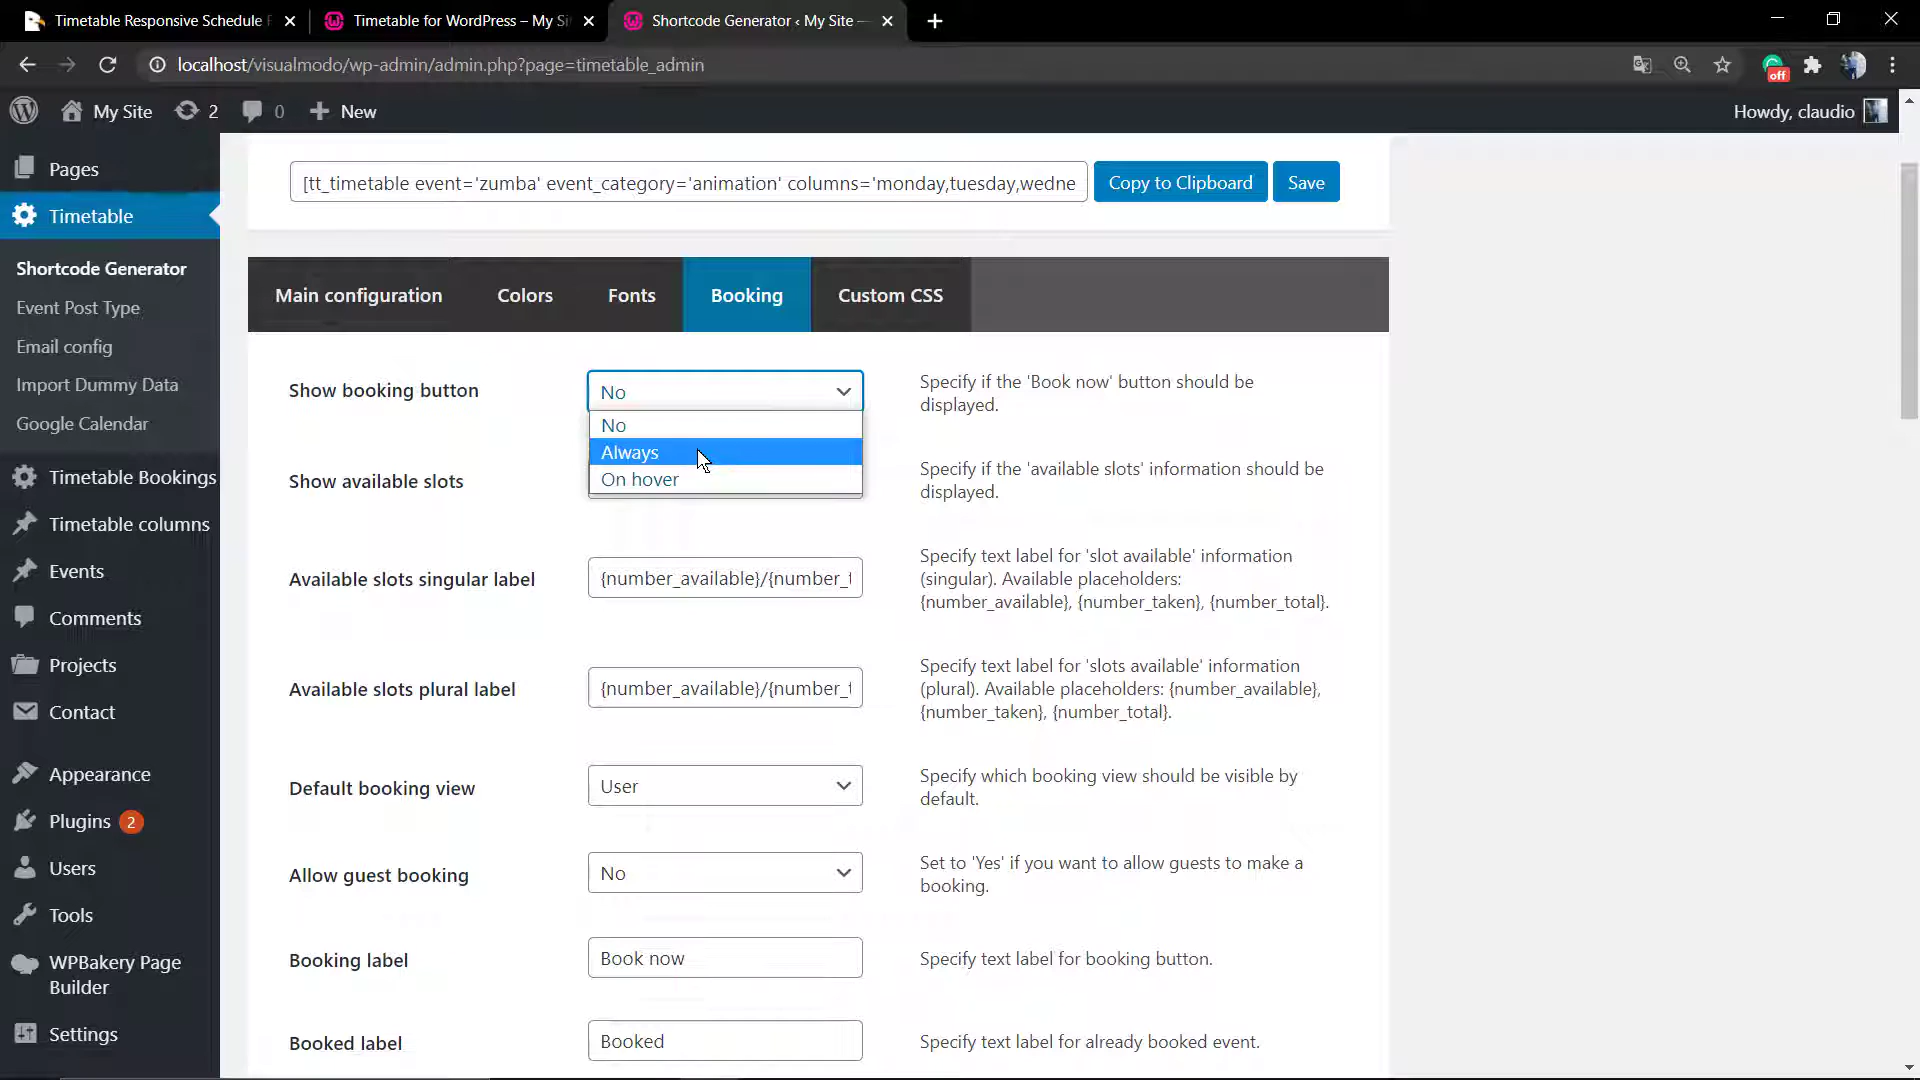 Timetable Responsive Schedule
Timetable for WordPress – My
Shortcode Generator ‹ My Site —
localhost/visualmodo/wp-admin/admin.php?page=timetable_admin
off
My Site
2
0
New
Howdy, claudio
Pages
Timetable
Shortcode Generator
Event Post Type
Email config
Import Dummy Data
Google Calendar
Timetable Bookings
Timetable columns
Events
Comments
Projects
Contact
Appearance
Plugins 2
Users
Tools
WPBakery Page
Builder
Settings
[tt_timetable event='zumba' event_category='animation' columns='monday,tuesday,wedne
Copy to Clipboard
Save
Main configuration
Colors
Fonts
Booking
Custom CSS
Show booking button
No
No
Always
On hover
Specify if the 'Book now' button should be
displayed.
Show available slots
Specify if the 'available slots' information should be
displayed.
Available slots singular label
{number_available}/{number_t
Specify text label for 'slot available' information
(singular). Available placeholders:
{number_available}, {number_taken}, {number_total}.
Available slots plural label
{number_available}/{number_t
Specify text label for 'slots available' information
(plural). Available placeholders: {number_available},
{number_taken}, {number_total}.
Default booking view
User
Specify which booking view should be visible by
default.
Allow guest booking
No
Set to 'Yes' if you want to allow guests to make a
booking.
Booking label
Book now
Specify text label for booking button.
Booked label
Booked
Specify text label for already booked event.